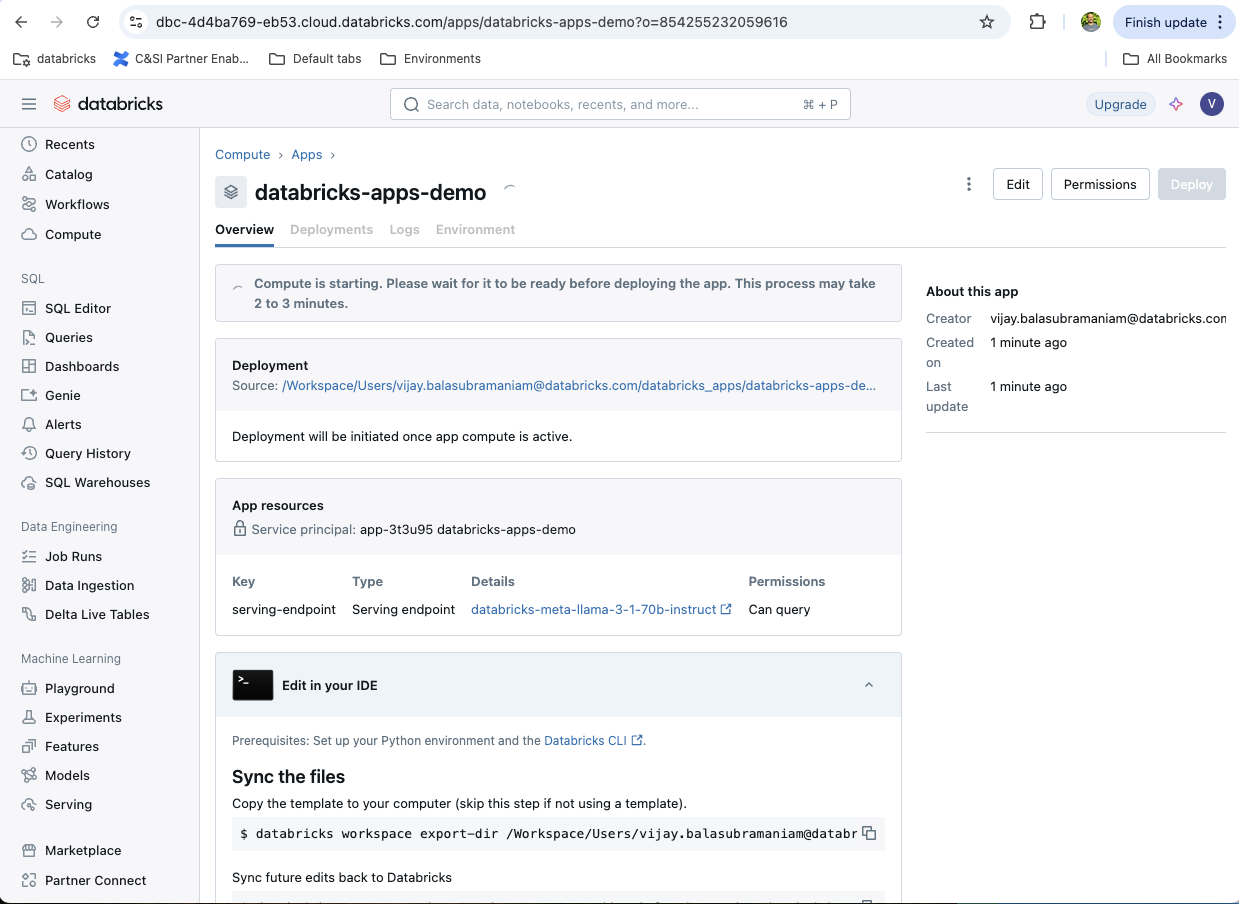 dbc-4d4ba769-eb53.cloud.databricks.com/apps/databricks-apps-demo?o=854255232059616
Finish update
databricks
C&SI Partner Enab...
Default tabs
Environments
All Bookmarks
databricks
Search data, notebooks, recents, and more...
⌘ + P
Upgrade
V
Recents
Catalog
Workflows
Compute
SQL
SQL Editor
Queries
Dashboards
Genie
Alerts
Query History
SQL Warehouses
Data Engineering
Job Runs
Data Ingestion
Delta Live Tables
Machine Learning
Playground
Experiments
Features
Models
Serving
Marketplace
Partner Connect
Compute › Apps ›
databricks-apps-demo
Edit
Permissions
Deploy
Overview
Deployments
Logs
Environment
Compute is starting. Please wait for it to be ready before deploying the app. This process may take
2 to 3 minutes.
Deployment
Source: /Workspace/Users/vijay.balasubramaniam@databricks.com/databricks_apps/databricks-apps-de...
Deployment will be initiated once app compute is active.
App resources
Service principal: app-3t3u95 databricks-apps-demo
Key Type Details Permissions
serving-endpoint Serving endpoint databricks-meta-llama-3-1-70b-instruct Can query
>_
Edit in your IDE
Prerequisites: Set up your Python environment and the Databricks CLI.
Sync the files
Copy the template to your computer (skip this step if not using a template).
$ databricks workspace export-dir /Workspace/Users/vijay.balasubramaniam@databr
Sync future edits back to Databricks
About this app
Creator vijay.balasubramaniam@databricks.com
Created 1 minute ago
on
Last 1 minute ago
update